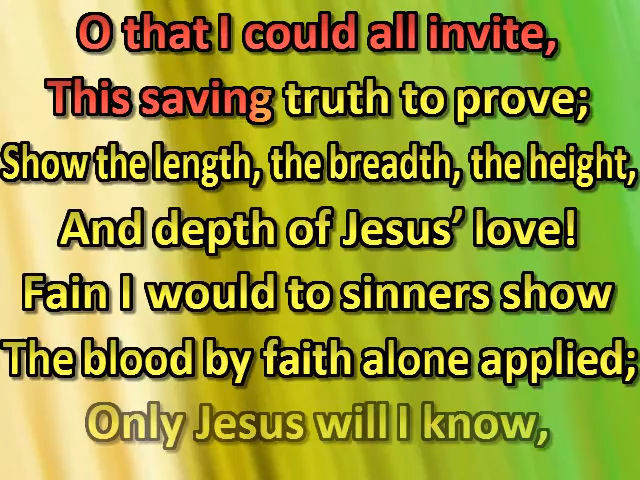 O that I could all invite,
This saving truth to prove;
Show the length, the breadth, the height,
And depth of Jesus’ love!
Fain I would to sinners show
The blood by faith alone applied;
Only Jesus will I know,